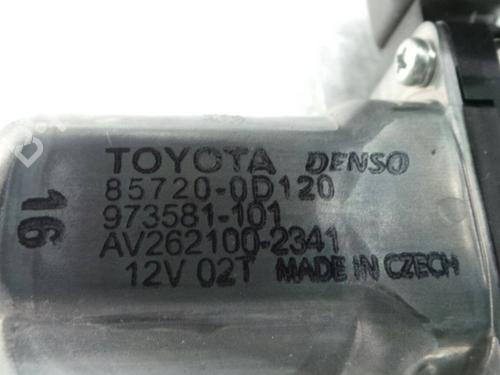 TOYOTA DENSO
85720-0D120
973581-101
AV262100-2341
12V 02T MADE IN CZECH
16